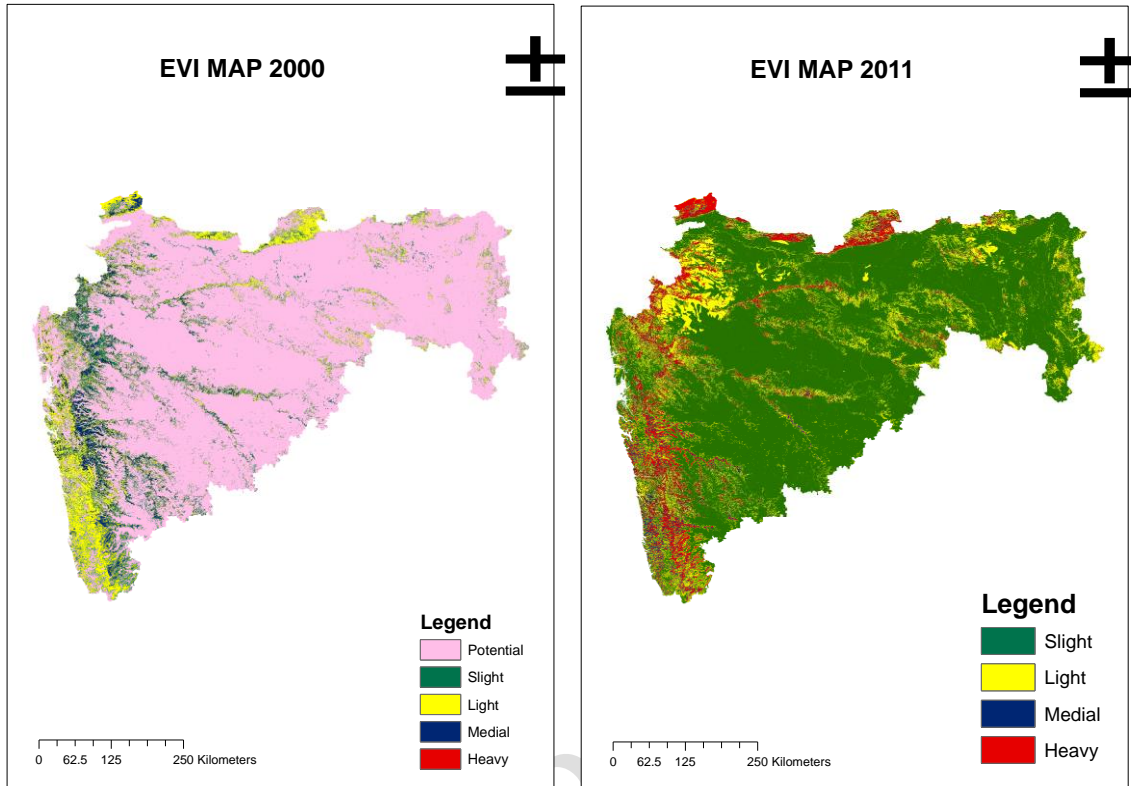 EVI MAP 2000
Legend
Potential
Slight
Light
Medial
Heavy
0 62.5 125 250 Kilometers
EVI MAP 2011
Legend
Slight
Light
Medial
Heavy
0 62.5 125 250 Kilometers